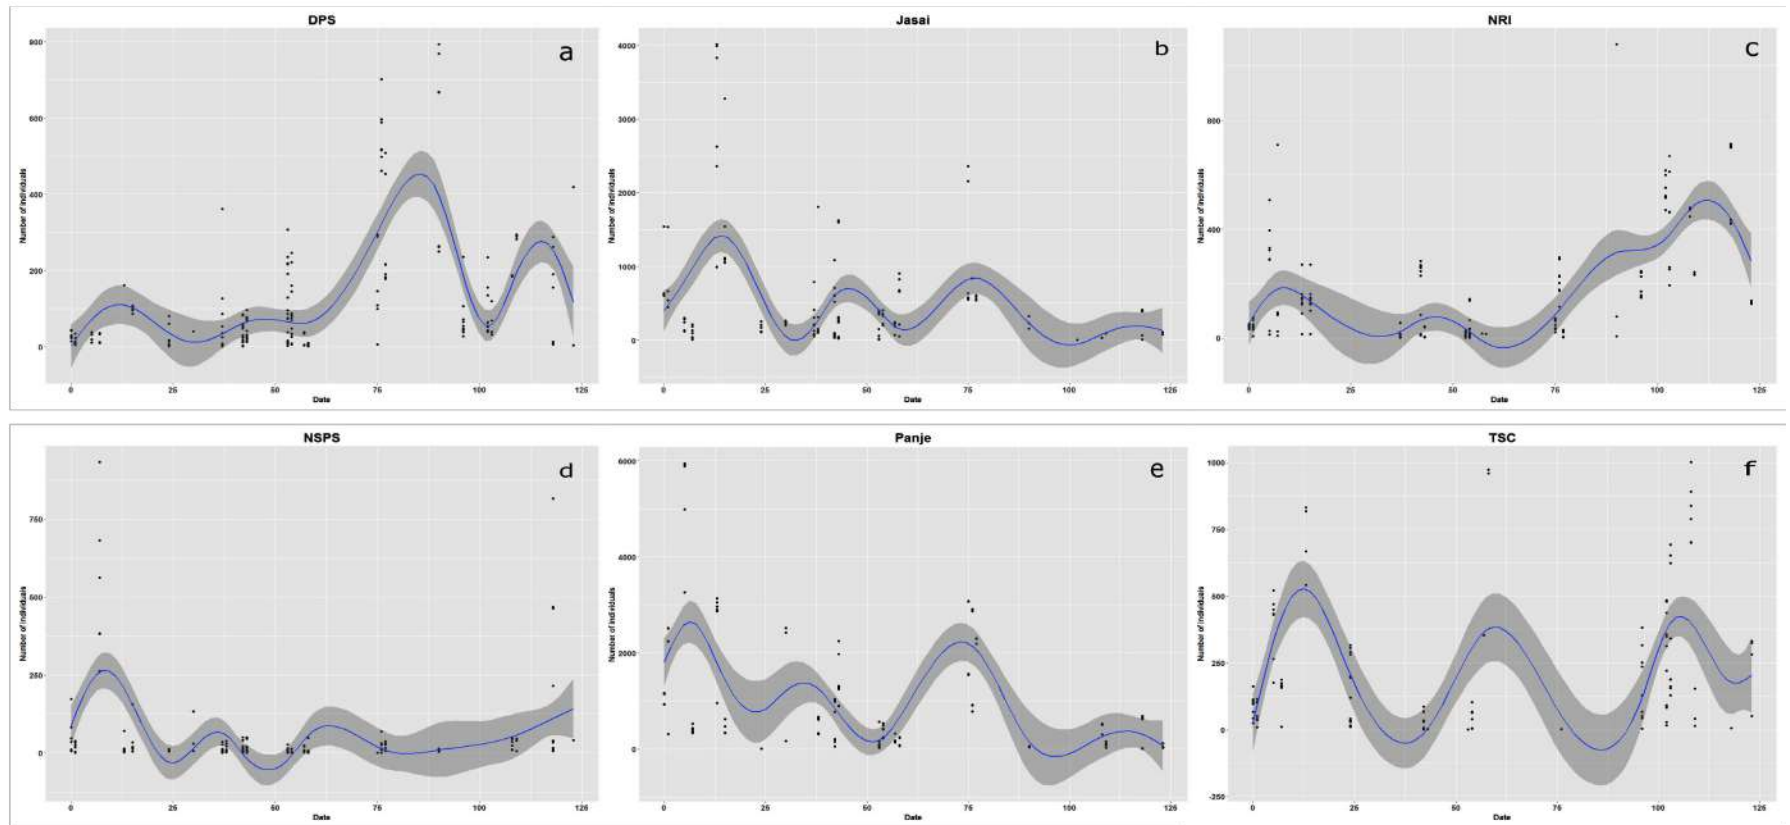 DPS
a
Number of individuals
800
600
400
200
0
0 25 50 75 100 125
Date
Jasai
b
Number of individuals
4000
3000
2000
1000
0
0 25 50 75 100 125
Date
NRI
c
Number of individuals
800
400
0
0 25 50 75 100 125
Date
NSPS
d
Number of individuals
750
500
250
0
0 25 50 75 100 125
Date
Panje
e
Number of individuals
6000
4000
2000
0
0 25 50 75 100 125
Date
TSC
f
Number of individuals
1000
750
500
250
0
-250
0 25 50 75 100 125
Date